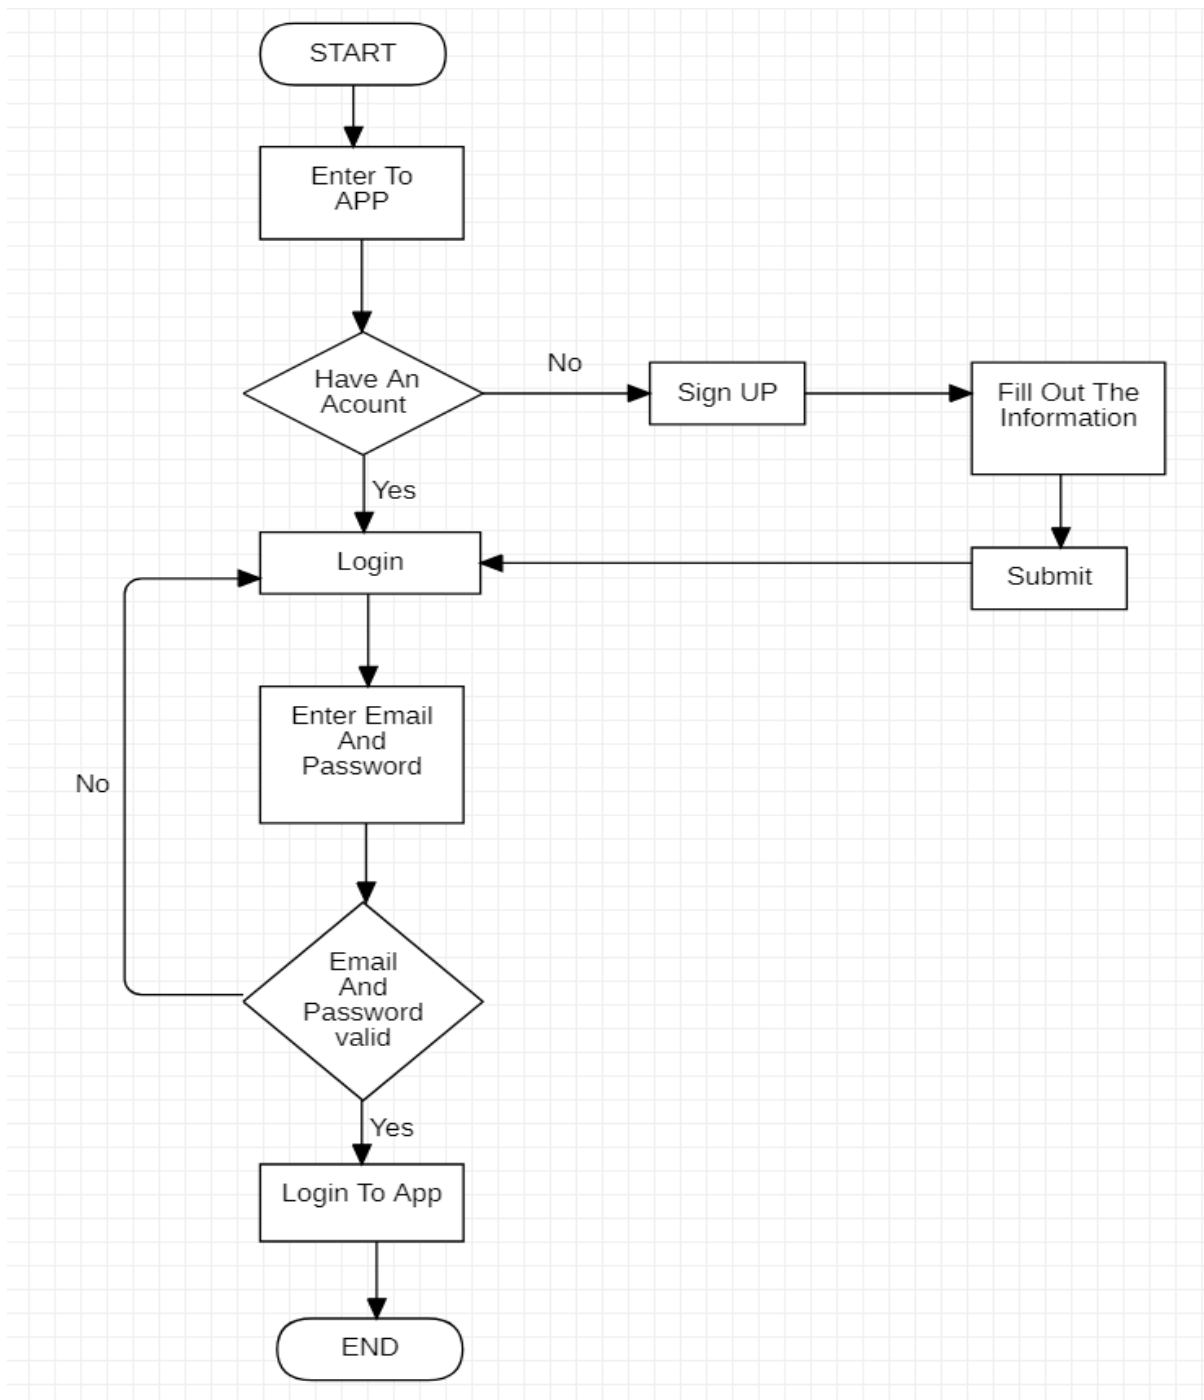 START
Enter To
APP
Have An
Acount
No
Sign UP
Fill Out The
Information
Yes
Login
Submit
Enter Email
And
Password
No
Email
And
Password
valid
Yes
Login To App
END